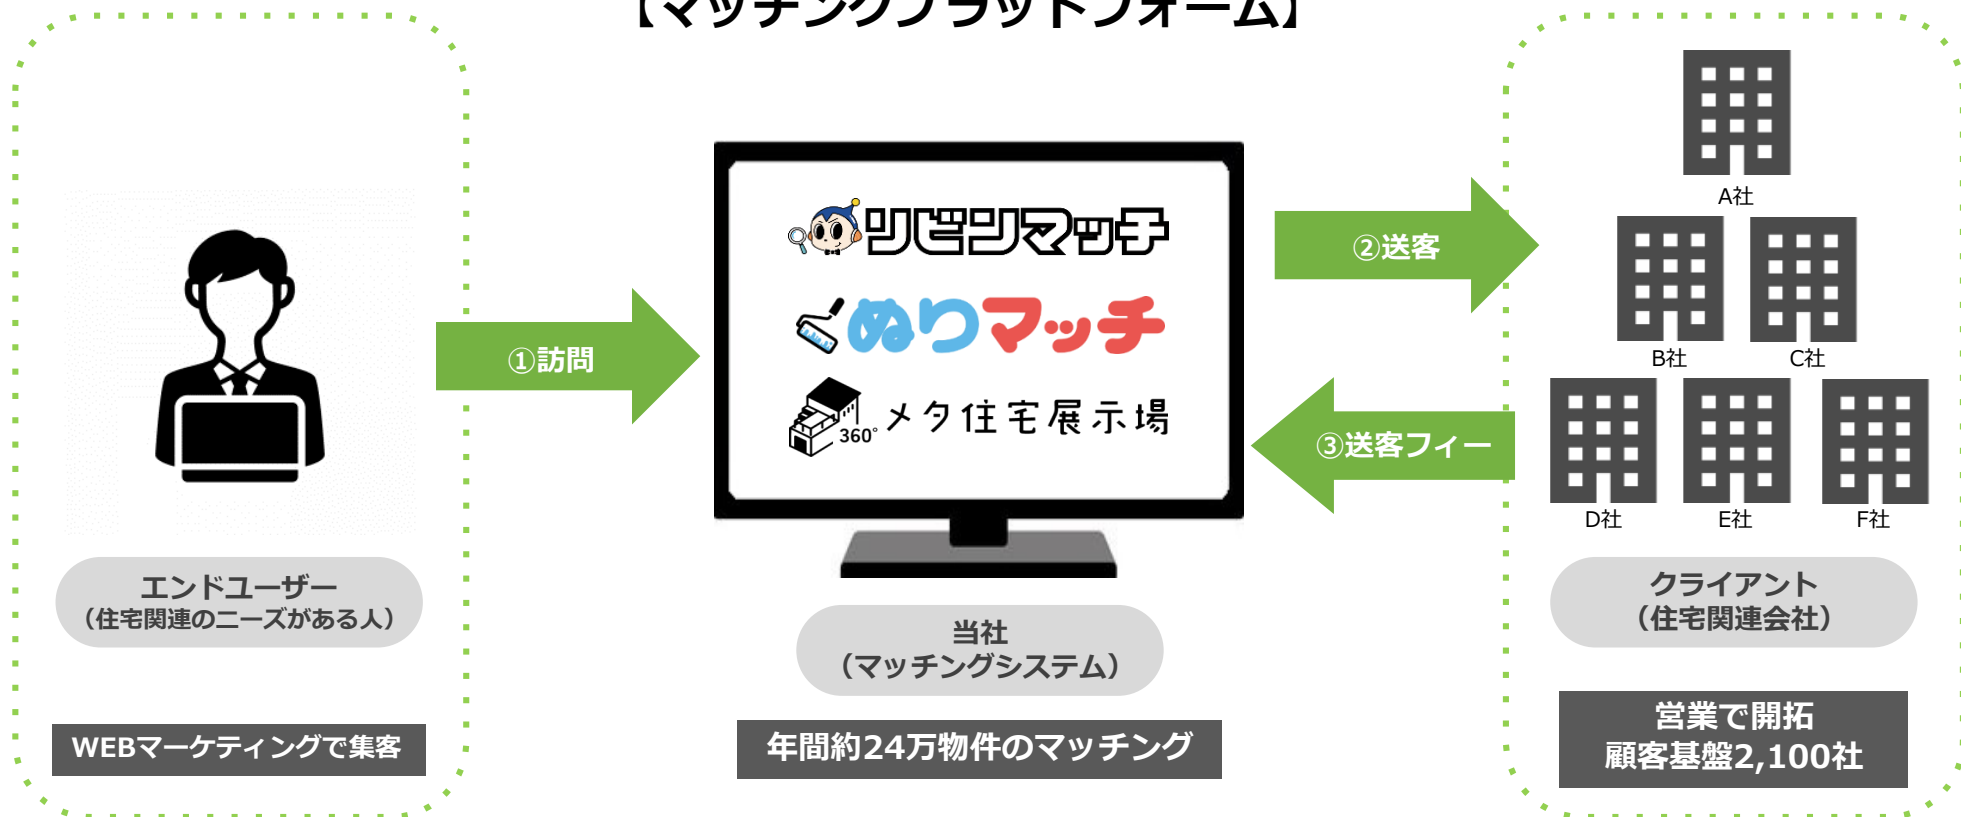 【マッチングプラットフォーム】
リビンマッチ
ぬりマッチ
360°
メタ住宅展示場
①訪問
②送客
③送客フィー
A社
B社
C社
D社
E社
F社
エンドユーザー
（住宅関連のニーズがある人）
当社
（マッチングシステム）
クライアント
（住宅関連会社）
WEBマーケティングで集客
年間約24万物件のマッチング
営業で開拓
顧客基盤2,100社